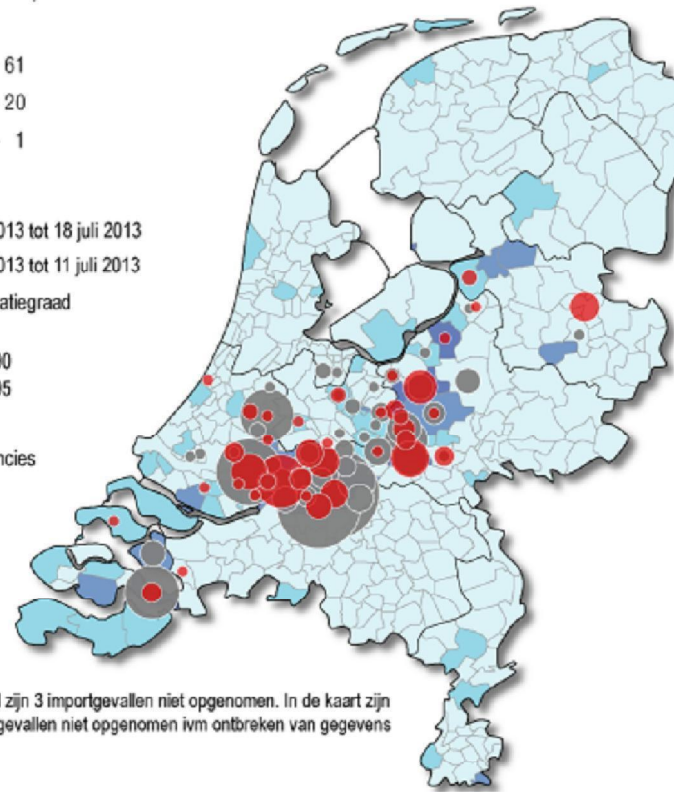 61
20
1
013 tot 18 juli 2013
013 tot 11 juli 2013
atiegraad
00
95
ncies
zijn 3 importgevallen niet opgenomen. In de kaart zijn
gevallen niet opgenomen ivm ontbreken van gegevens